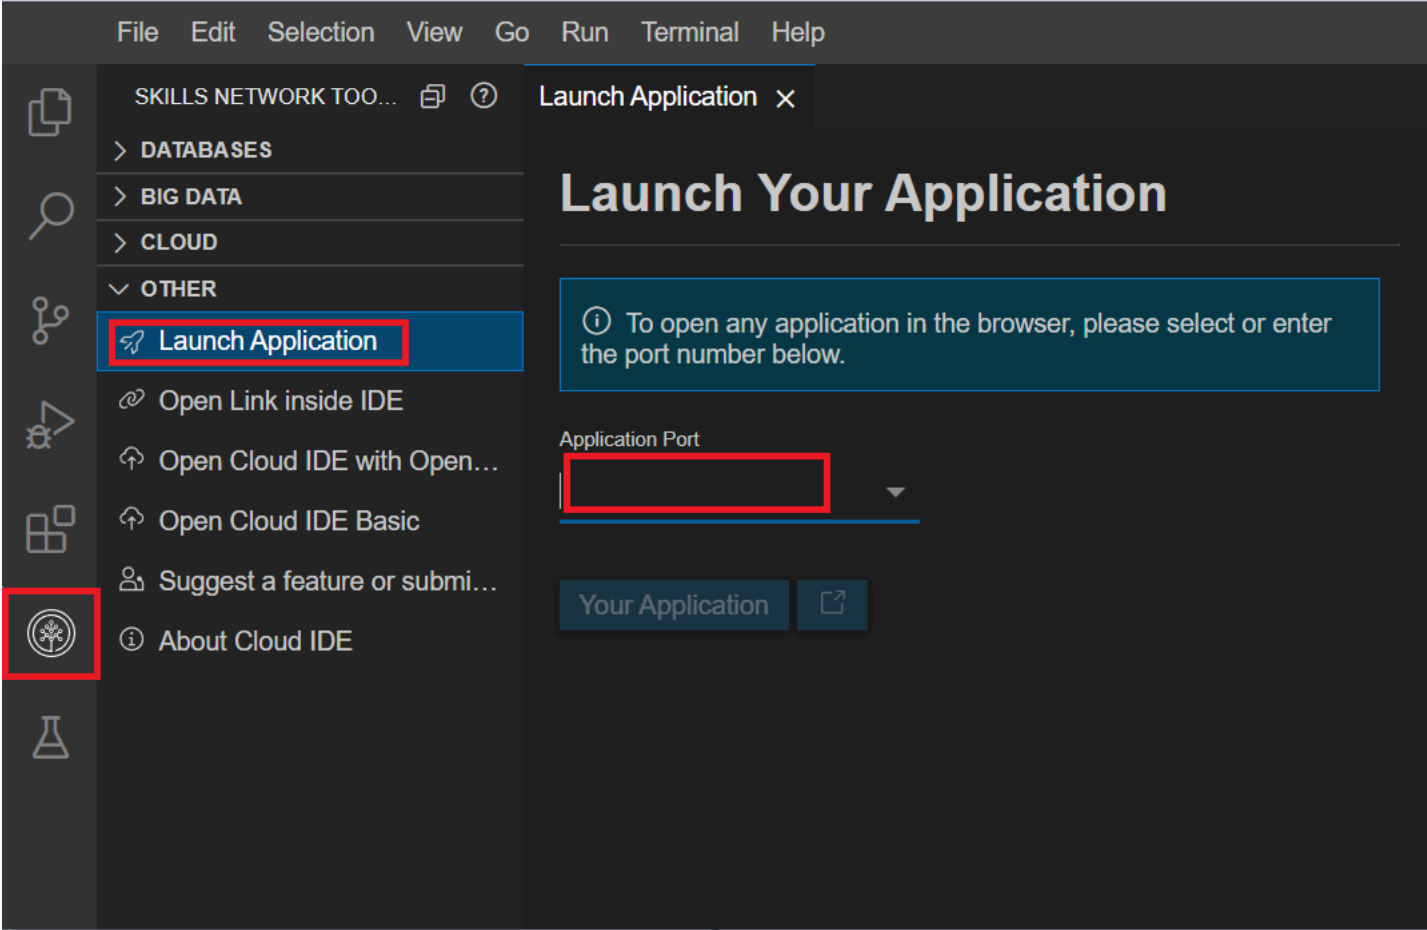 File Edit Selection View Go Run Terminal Help
SKILLS NETWORK TOO...
Launch Application
DATABASES
BIG DATA
CLOUD
OTHER
Launch Application
Open Link inside IDE
Open Cloud IDE with Open...
Open Cloud IDE Basic
Suggest a feature or submi...
About Cloud IDE
Launch Your Application
To open any application in the browser, please select or enter
the port number below.
Application Port
Your Application